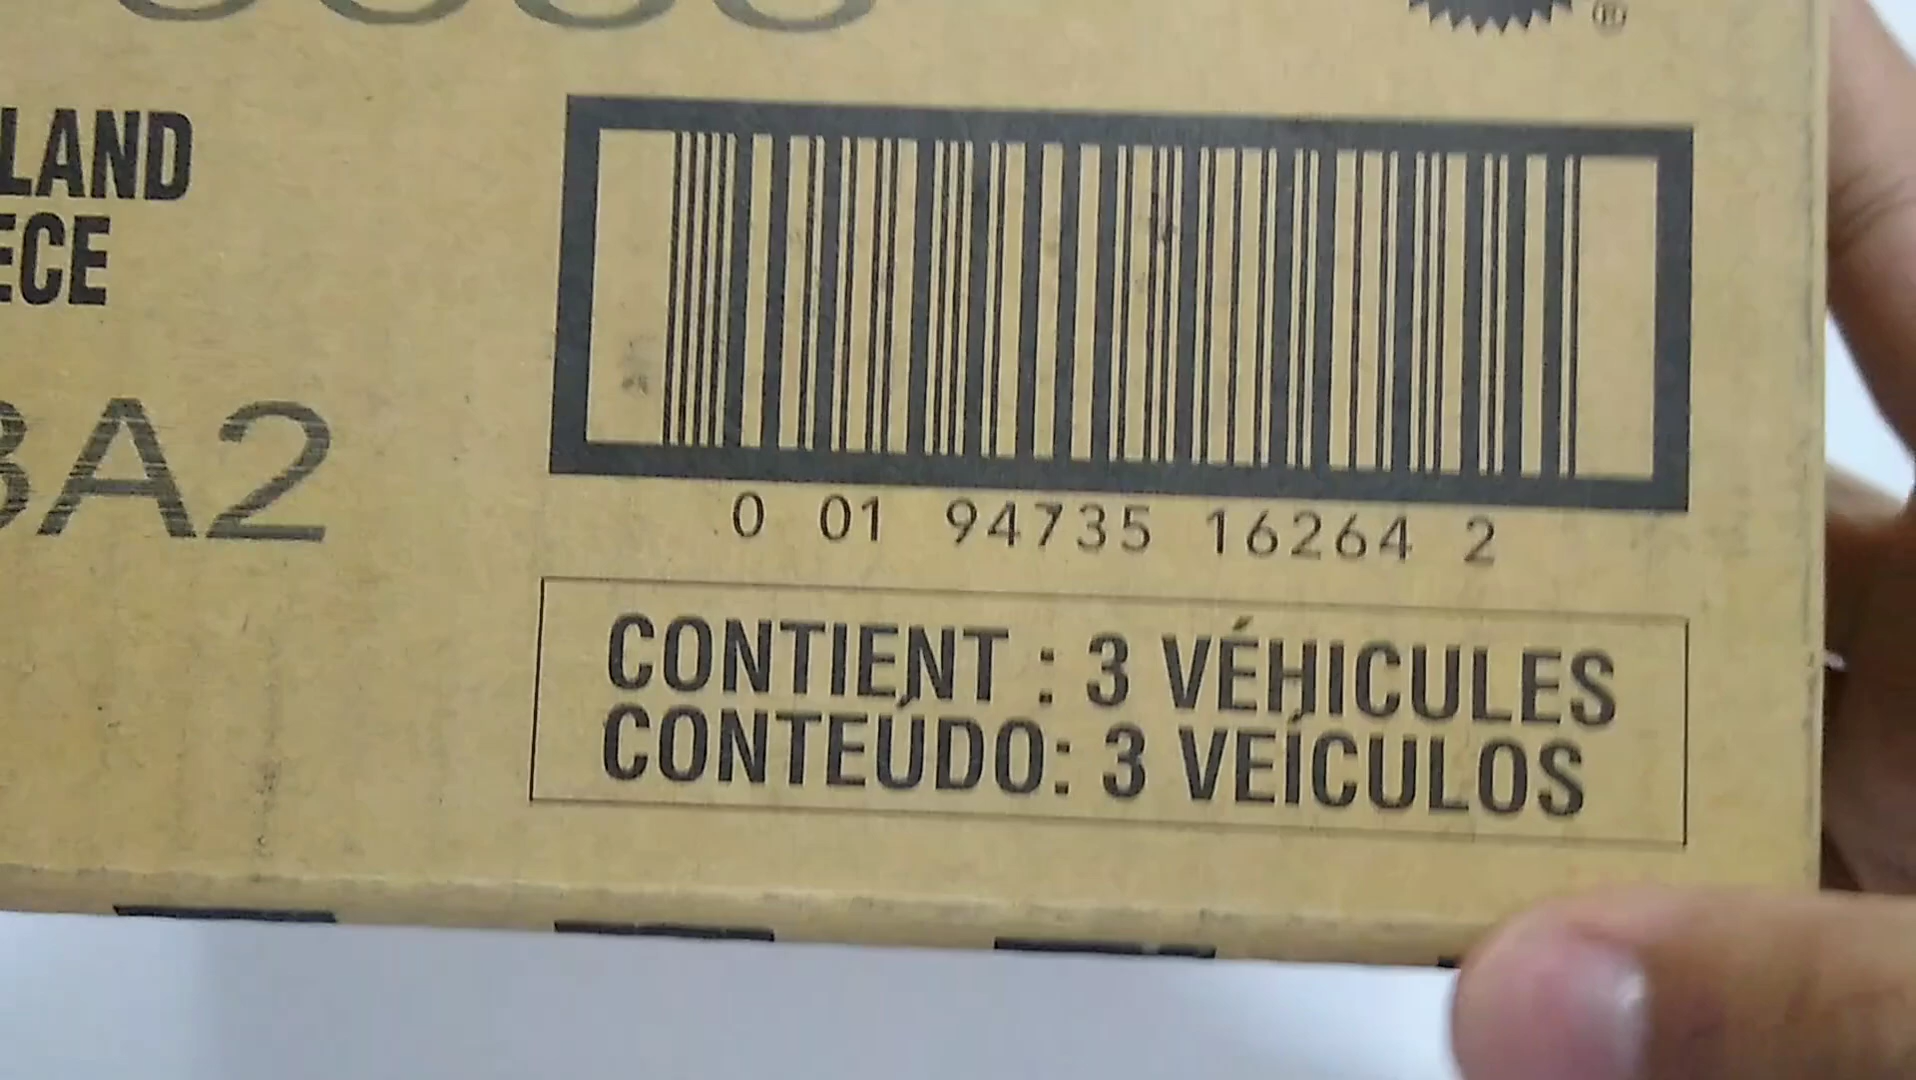 ®
LAND
ECE
BA2
0 01 94735 16264 2
CONTIENT : 3 VÉHICULES
CONTEÚDO: 3 VEÍCULOS